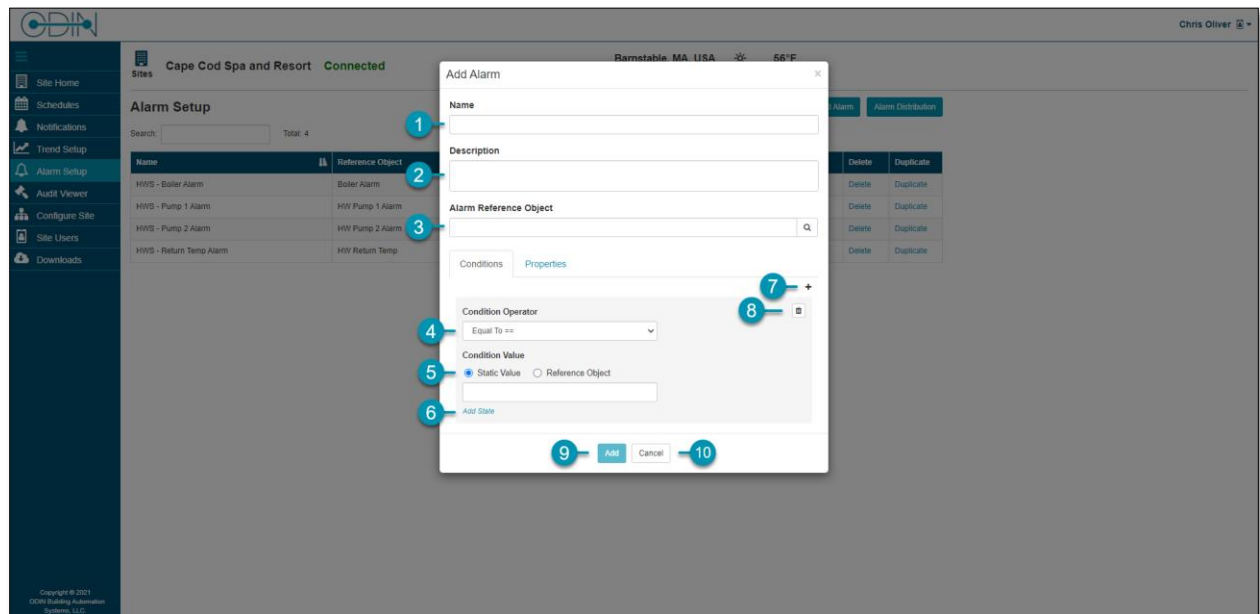 ODIN
Chris Oliver
Sites
Cape Cod Spa and Resort Connected
Barnstable, MA, USA 56°F
Site Home
Schedules
Notifications
Trend Setup
Alarm Setup
Audit Viewer
Configure Site
Site Users
Downloads
Copyright © 2021
ODIN Building Automation
Systems, LLC.
Alarm Setup
Alarm Alarm Distribution
Search: Total: 4
Name Reference Object Delete Duplicate
HWS - Boiler Alarm Boiler Alarm Delete Duplicate
HWS - Pump 1 Alarm HW Pump 1 Alarm Delete Duplicate
HWS - Pump 2 Alarm HW Pump 2 Alarm Delete Duplicate
HWS - Return Temp Alarm HW Return Temp Delete Duplicate
Add Alarm ×
Name
1
Description
2
Alarm Reference Object
3
Conditions Properties
7 +
8
Condition Operator
4 Equal To ==
Condition Value
5 Static Value Reference Object
6 Add State
9 Add Cancel 10